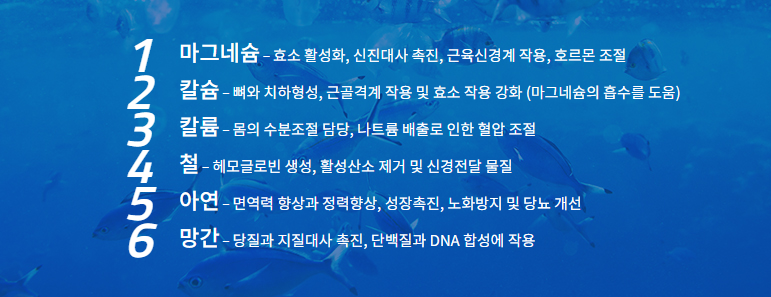 1 마그네슘 – 효소 활성화, 신진대사 촉진, 근육신경계 작용, 호르몬 조절
2 칼슘 – 뼈와 치하형성, 근골격계 작용 및 효소 작용 강화 (마그네슘의 흡수를 도움)
3 칼륨 – 몸의 수분조절 담당, 나트륨 배출로 인한 혈압 조절
4 철 – 헤모글로빈 생성, 활성산소 제거 및 신경전달 물질
5 아연 – 면역력 향상과 정력향상, 성장촉진, 노화방지 및 당뇨 개선
6 망간 – 당질과 지질대사 촉진, 단백질과 DNA 합성에 작용